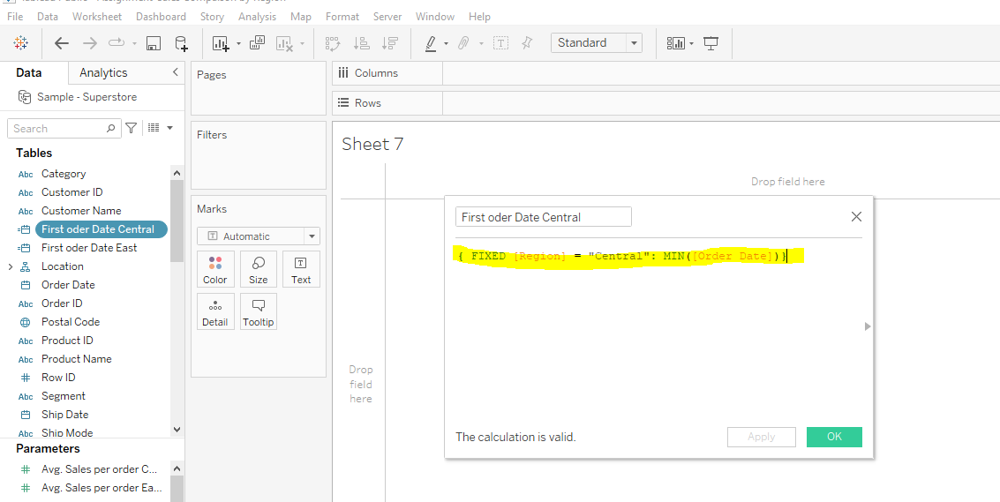 File Data Worksheet Dashboard Story Analysis Map Format Server Window Help
Standard
Data Analytics
Sample - Superstore
Search
Tables
Abc Category
Abc Customer ID
Abc Customer Name
First oder Date Central
First oder Date East
Location
Order Date
Abc Order ID
Postal Code
Abc Product ID
Abc Product Name
# Row ID
Abc Segment
Ship Date
Abc Ship Mode
Parameters
# Avg. Sales per order C...
# Avg. Sales per order Ea...
Pages
Filters
Marks
T Automatic
Color Size Text
Detail Tooltip
Columns
Rows
Sheet 7
Drop field here
Drop
field
here
First oder Date Central
{ FIXED [Region] = "Central": MIN([Order Date])}
The calculation is valid.
Apply OK